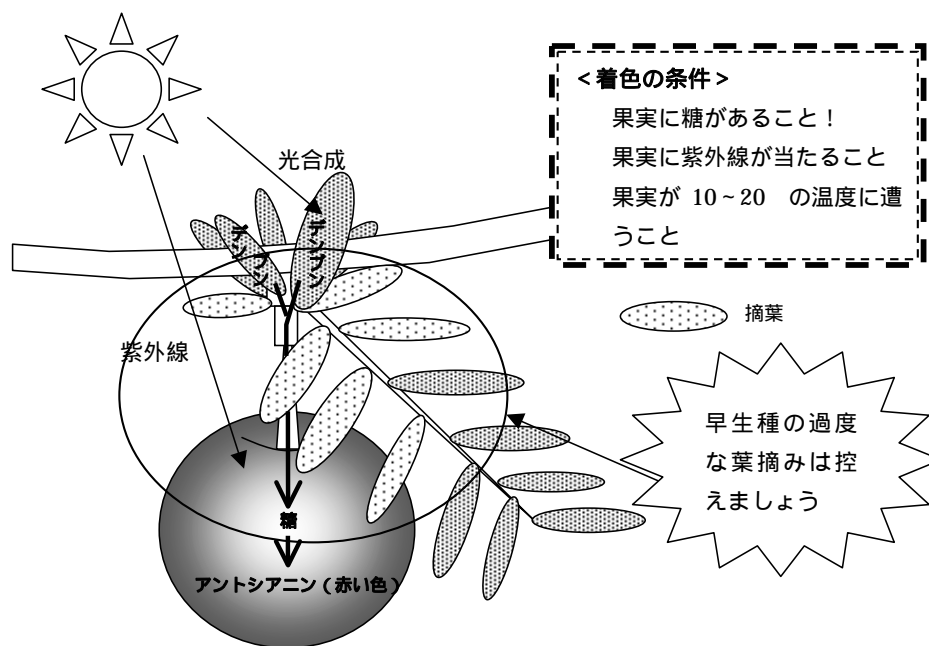 <着色の条件>
果実に糖があること!
果実に紫外線が当たること
果実が 10~20 の温度に遭
うこと
光合成
デンプン
デンプン
摘葉
紫外線
早生種の過度
な葉摘みは控
えましょう
糖
アントシアニン(赤い色)